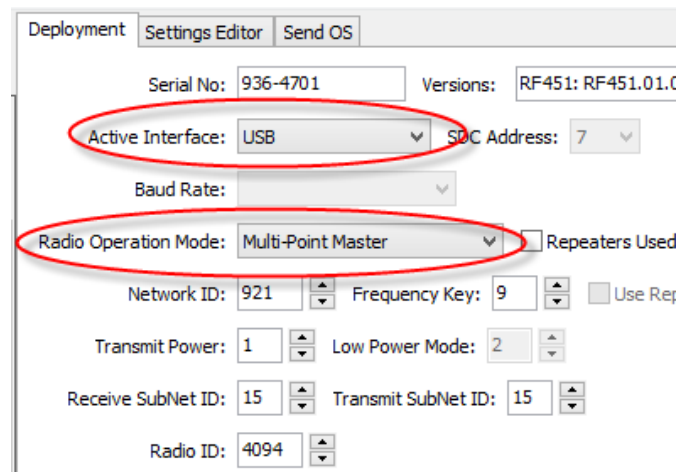 Deployment Settings Editor Send OS
Serial No: 936-4701 Versions: RF451: RF451.01.0
Active Interface: USB SDC Address: 7
Baud Rate:
Radio Operation Mode: Multi-Point Master Repeaters Used
Network ID: 921 Frequency Key: 9 Use Rep
Transmit Power: 1 Low Power Mode: 2
Receive SubNet ID: 15 Transmit SubNet ID: 15
Radio ID: 4094